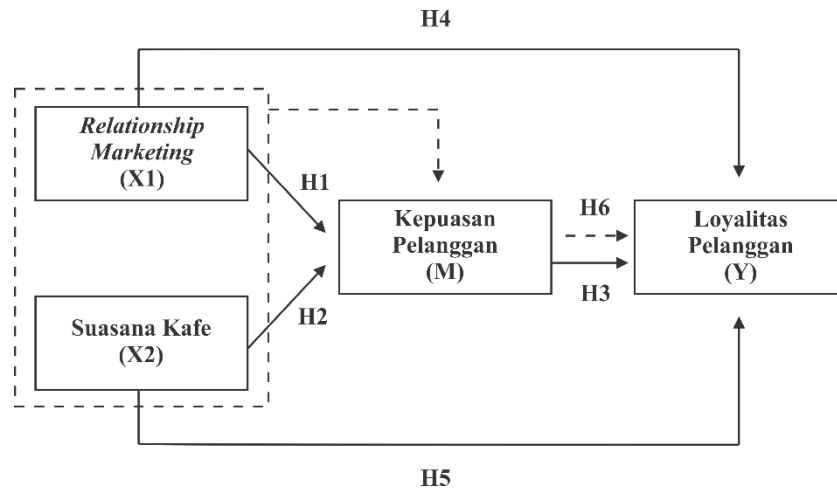 H4
Relationship
Marketing
(X1)
H1
Kepuasan
Pelanggan
(M)
H6
Loyalitas
Pelanggan
(Y)
H3
Suasana Kafe
(X2)
H2
H5